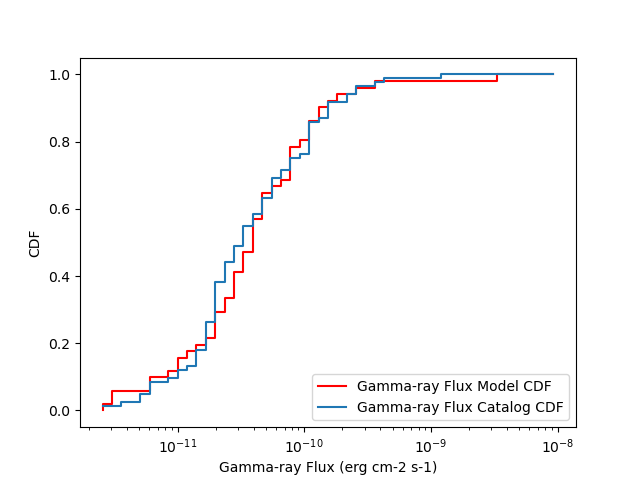 1.0
0.8
0.6
0.4
0.2
0.0
CDF
10⁻¹¹
10⁻¹⁰
10⁻⁹
10⁻⁸
Gamma-ray Flux (erg cm-2 s-1)
Gamma-ray Flux Model CDF
Gamma-ray Flux Catalog CDF